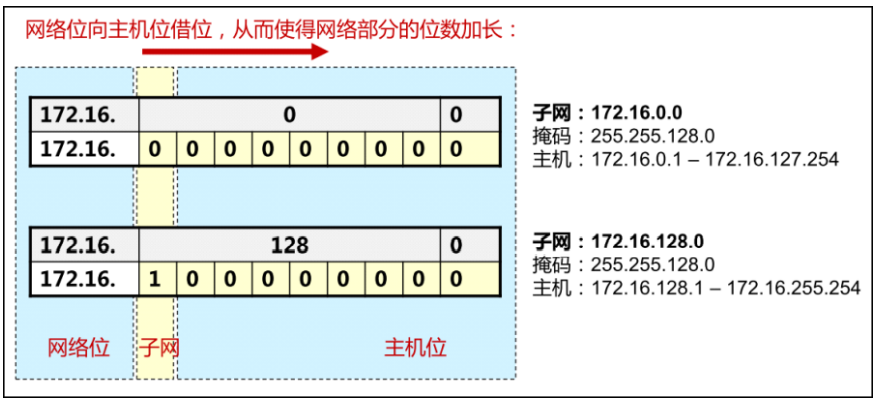 网络位向主机位借位，从而使得网络部分的位数加长：
172.16. 0 0
172.16. 0 0 0 0 0 0 0 0 0
子网：172.16.0.0
掩码：255.255.128.0
主机：172.16.0.1 – 172.16.127.254
172.16. 128 0
172.16. 1 0 0 0 0 0 0 0 0
子网：172.16.128.0
掩码：255.255.128.0
主机：172.16.128.1 – 172.16.255.254
网络位 子网 主机位